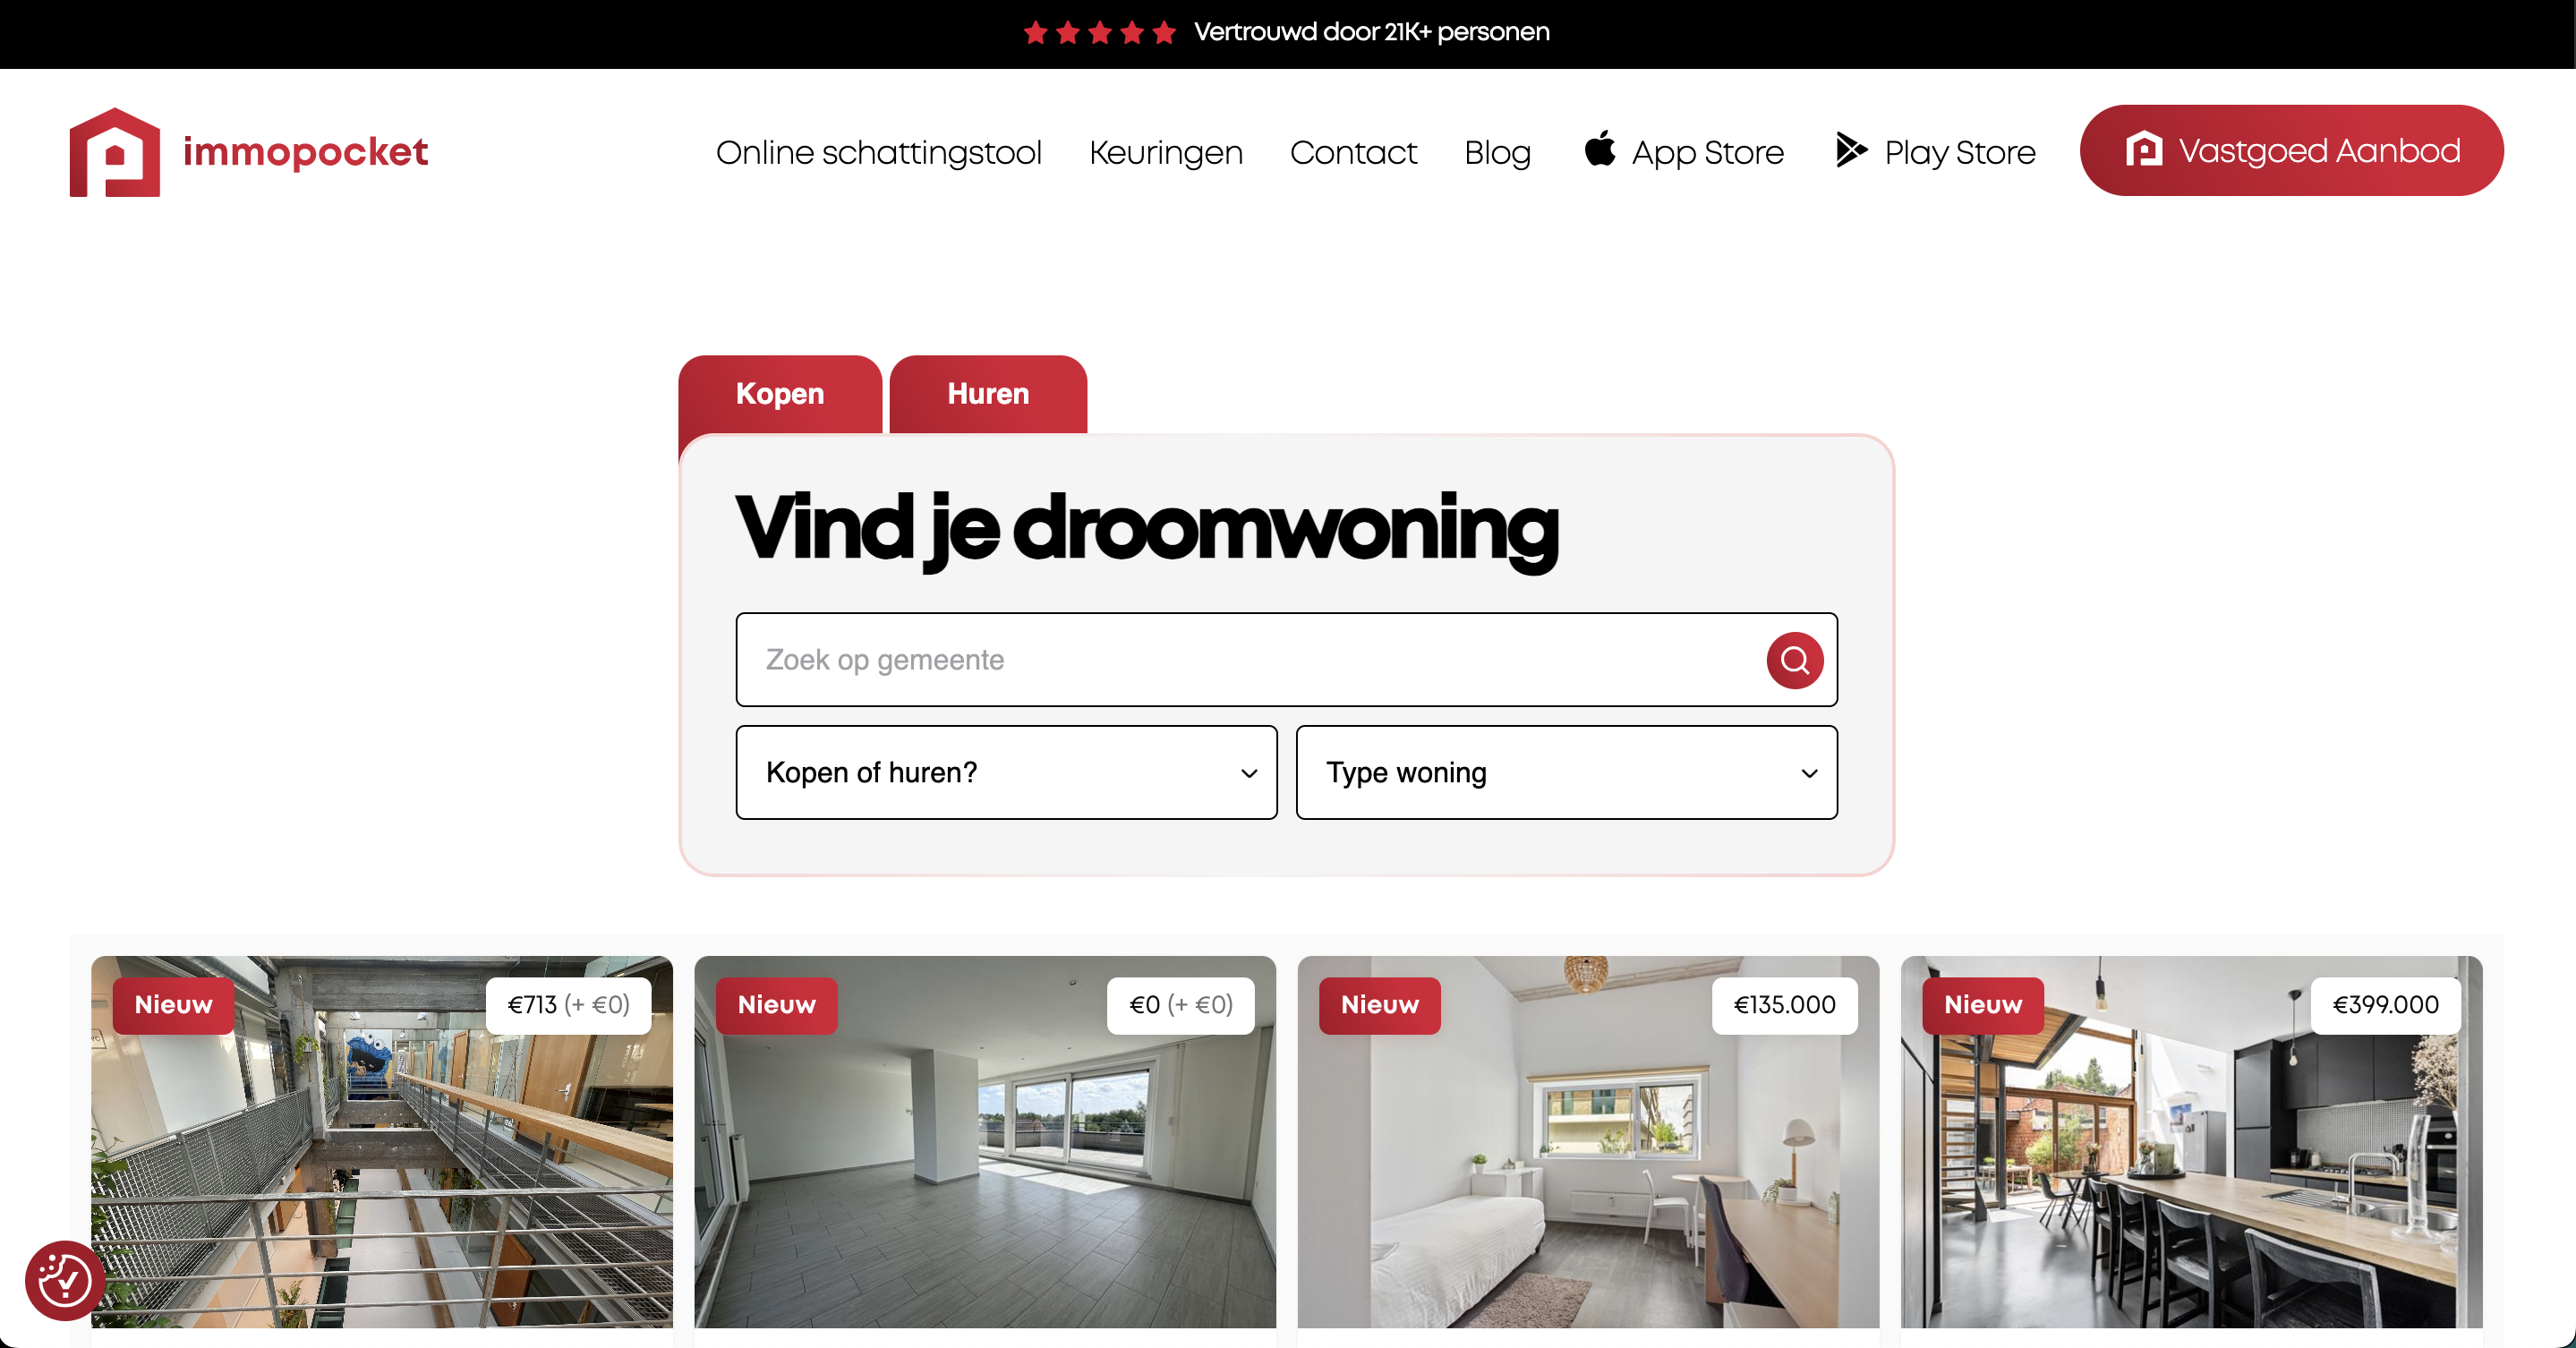 Vertrouwd door 21K+ personen
immopocket
Online schattingstool
Keuringen
Contact
Blog
App Store
Play Store
Vastgoed Aanbod
Kopen
Huren
Vind je droomwoning
Zoek op gemeente
Kopen of huren?
Type woning
Nieuw
€713 (+ €0)
Nieuw
€0 (+ €0)
Nieuw
€135.000
Nieuw
€399.000